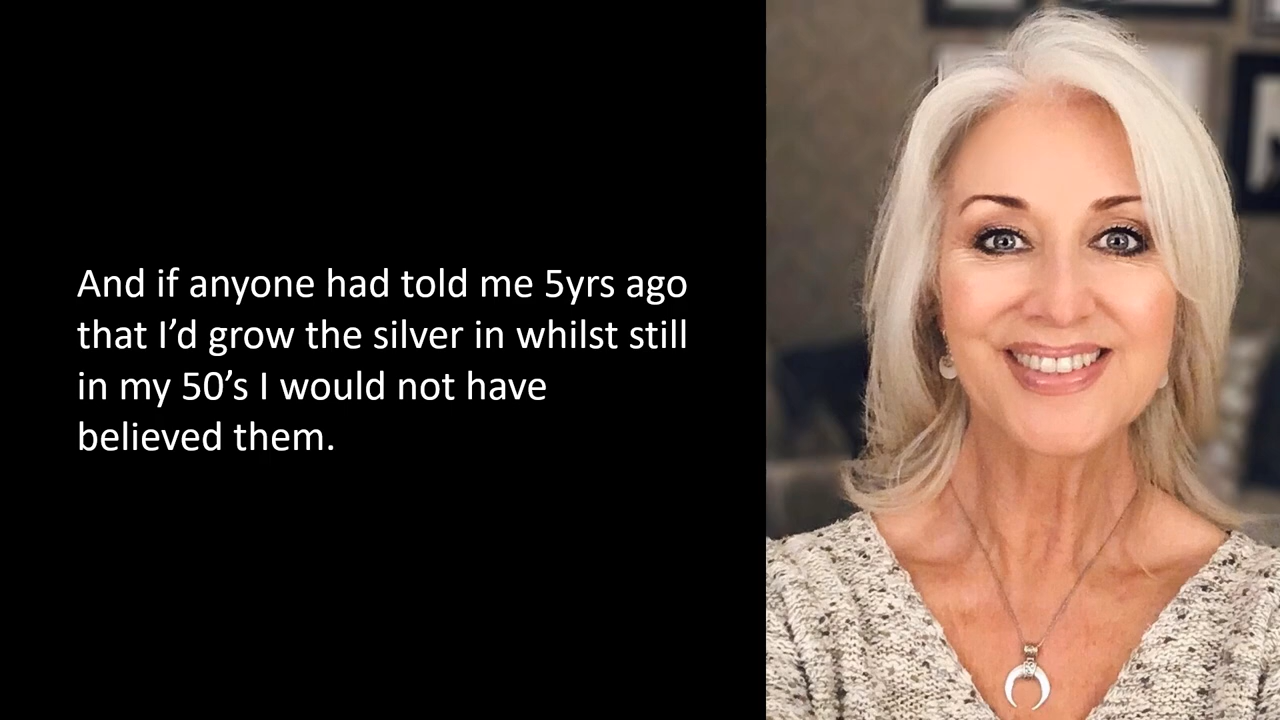 And if anyone had told me 5yrs ago
that I’d grow the silver in whilst still
in my 50’s I would not have
believed them.